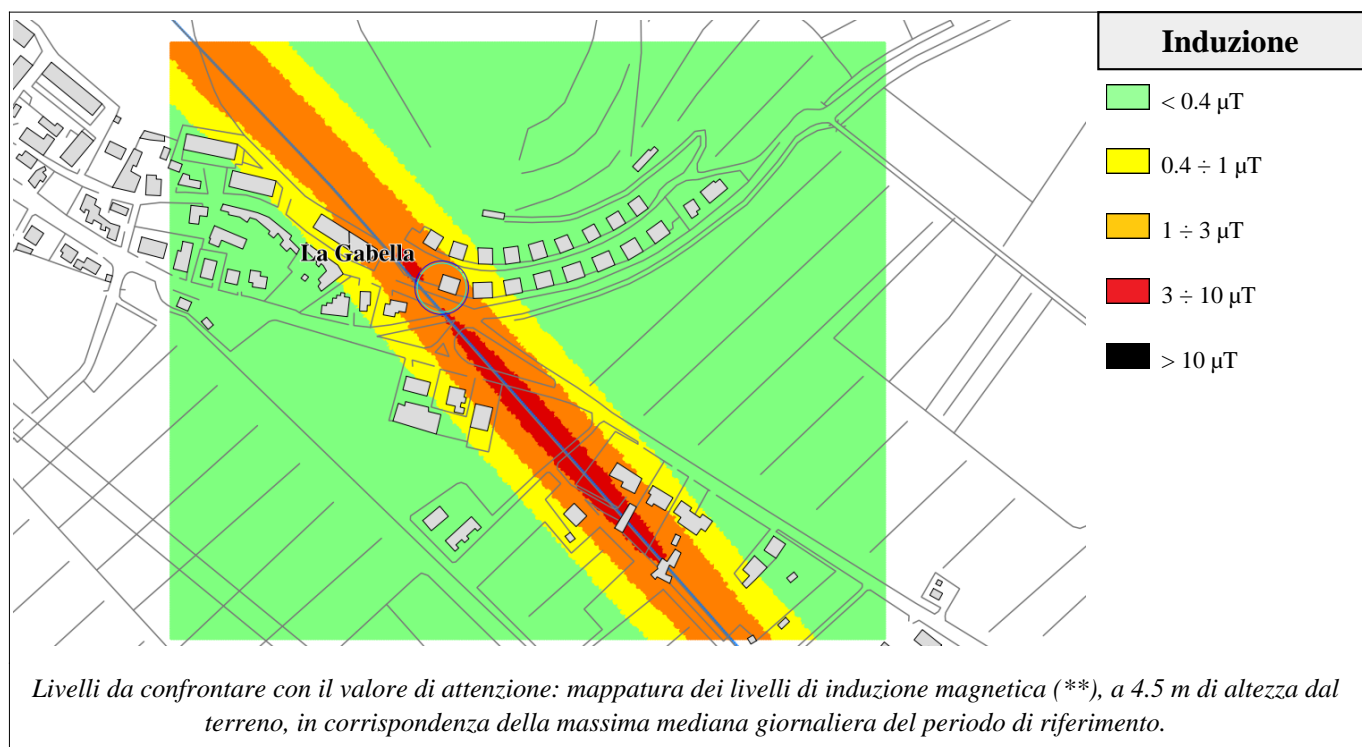 Induzione
< 0.4 µT
0.4 ÷ 1 µT
1 ÷ 3 µT
3 ÷ 10 µT
> 10 µT
La Gabella
Livelli da confrontare con il valore di attenzione: mappatura dei livelli di induzione magnetica (**), a 4.5 m di altezza dal
terreno, in corrispondenza della massima mediana giornaliera del periodo di riferimento.